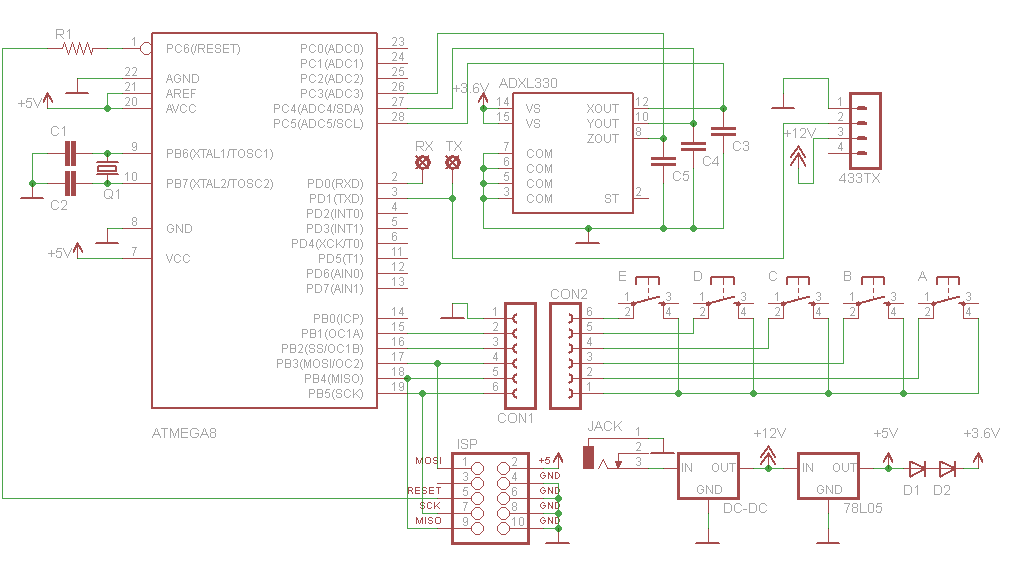 R1
1 PC6(/RESET) PC0(ADC0) 23
PC1(ADC1) 24
22 AGND PC2(ADC2) 25
21 AREF PC3(ADC3) 26
+5V 20 AVCC PC4(ADC4/SDA) 27
PC5(ADC5/SCL) 28
C1
9 PB6(XTAL1/TOSC1)
10 PB7(XTAL2/TOSC2) PD0(RXD) 2
C2 Q1
PD1(TXD) 3
PD2(INT0) 4
8 GND PD3(INT1) 5
PD4(XCK/T0) 6
+5V 7 VCC PD5(T1) 11
PD6(AIN0) 12
PD7(AIN1) 13
PB0(ICP) 14
PB1(OC1A) 15
PB2(SS/OC1B) 16
PB3(MOSI/OC2) 17
PB4(MISO) 18
PB5(SCK) 19
ATMEGA8
RX TX
+3.6V ADXL330
14 VS XOUT 12
15 VS YOUT 10
ZOUT 8
7 COM
6 COM
5 COM
3 COM ST 2
C5 C4 C3
1
2
+12V 3
4
433TX
E D C B A
1 3 1 3 1 3 1 3 1 3
2 4 2 4 2 4 2 4 2 4
CON2
1 6
2 5
3 4
4 3
5 2
6 1
CON1
ISP
MOSI 1 2 +5
3 4 GND
RESET 5 6 GND
SCK 7 8 GND
MISO 9 10 GND
JACK 1
2
3
+12V +5V +3.6V
IN OUT IN OUT
GND GND
DC-DC 78L05 D1 D2